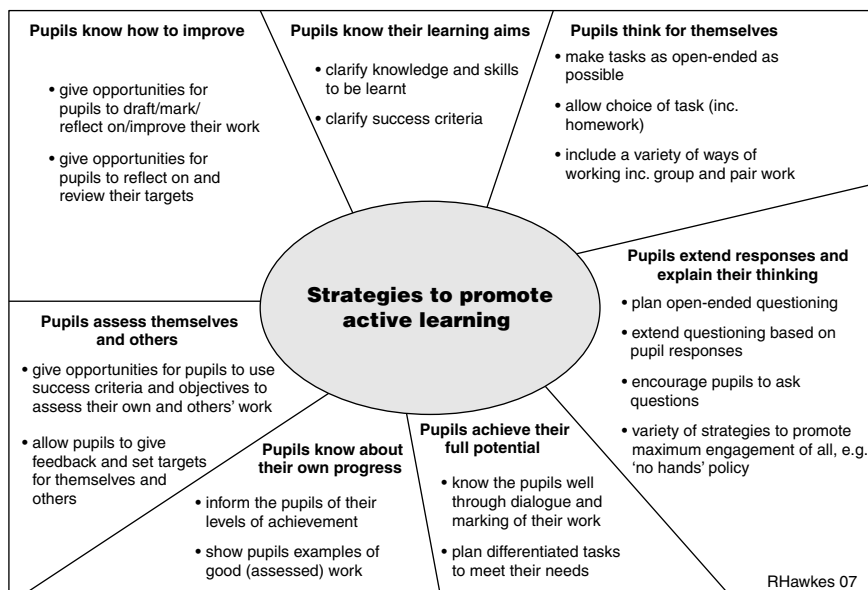 Pupils know how to improve
• give opportunities for
pupils to draft/mark/
reflect on/improve their work
• give opportunities for
pupils to reflect on and
review their targets
Pupils know their learning aims
• clarify knowledge and skills
to be learnt
• clarify success criteria
Pupils think for themselves
• make tasks as open-ended as
possible
• allow choice of task (inc.
homework)
• include a variety of ways of
working inc. group and pair work
Strategies to promote
active learning
Pupils extend responses and
explain their thinking
• plan open-ended questioning
• extend questioning based on
pupil responses
• encourage pupils to ask
questions
• variety of strategies to promote
maximum engagement of all, e.g.
‘no hands’ policy
Pupils assess themselves
and others
• give opportunities for pupils to use
success criteria and objectives to
assess their own and others’ work
• allow pupils to give
feedback and set targets
for themselves and
others
Pupils know about
their own progress
• inform the pupils of their
levels of achievement
• show pupils examples of
good (assessed) work
Pupils achieve their
full potential
• know the pupils well
through dialogue and
marking of their work
• plan differentiated tasks
to meet their needs
RHawkes 07